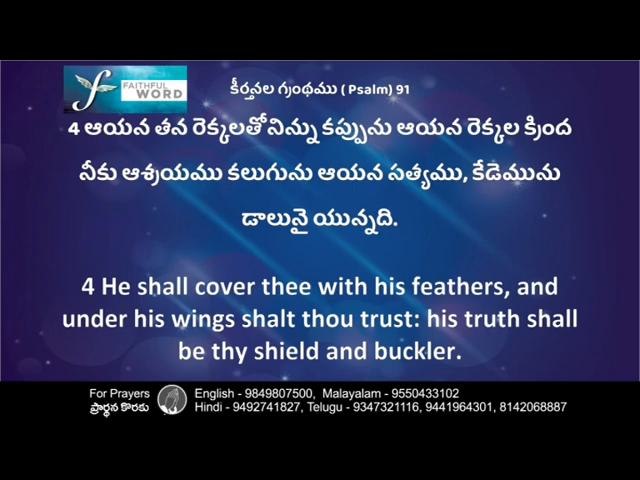 FAITHFUL
WORD
కీర్తనల గ్రంథము ( Psalm) 91
4 ఆయన తన రెక్కలతోనిన్ను కప్పును ఆయన రెక్కల క్రింద
నీకు ఆశ్రయము కలుగును ఆయన సత్యము, కేడెమును
డాలునై యున్నది.
4 He shall cover thee with his feathers, and
under his wings shalt thou trust: his truth shall
be thy shield and buckler.
For Prayers
ప్రార్థన కొరకు
English - 9849807500, Malayalam - 9550433102
Hindi - 9492741827, Telugu - 9347321116, 9441964301, 8142068887